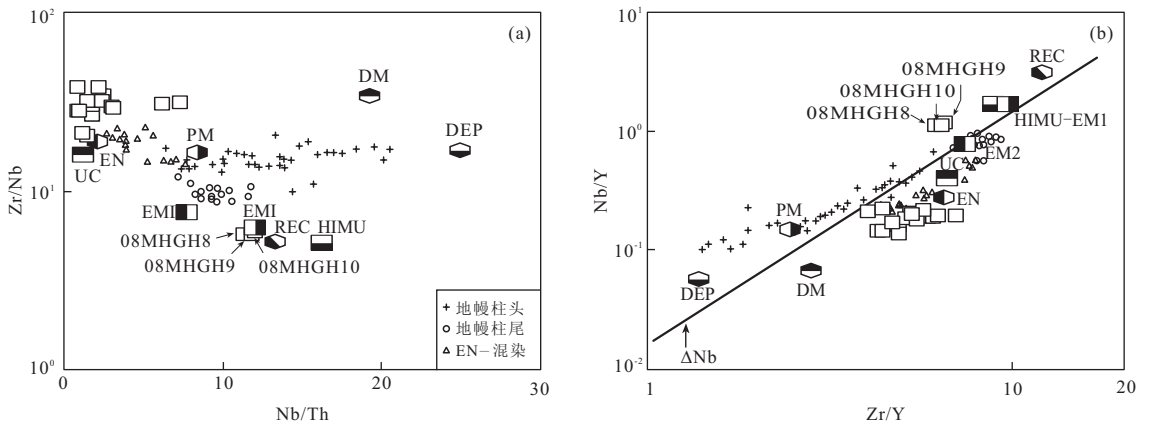 (a)
10²
10¹
10⁰
Zr/Nb
0
10
20
30
Nb/Th
DM
DEP
PM
EN
UC
EMI
EMI
REC HIMU
08MHGH8
08MHGH9
08MHGH10
地幔柱头
地幔柱尾
EN-混染
(b)
10¹
10⁰
10⁻¹
10⁻²
Nb/Y
1
10
20
Zr/Y
REC
08MHGH9
08MHGH10
08MHGH8
HIMU-EM1
EM2
UC
EN
PM
DEP
DM
ΔNb